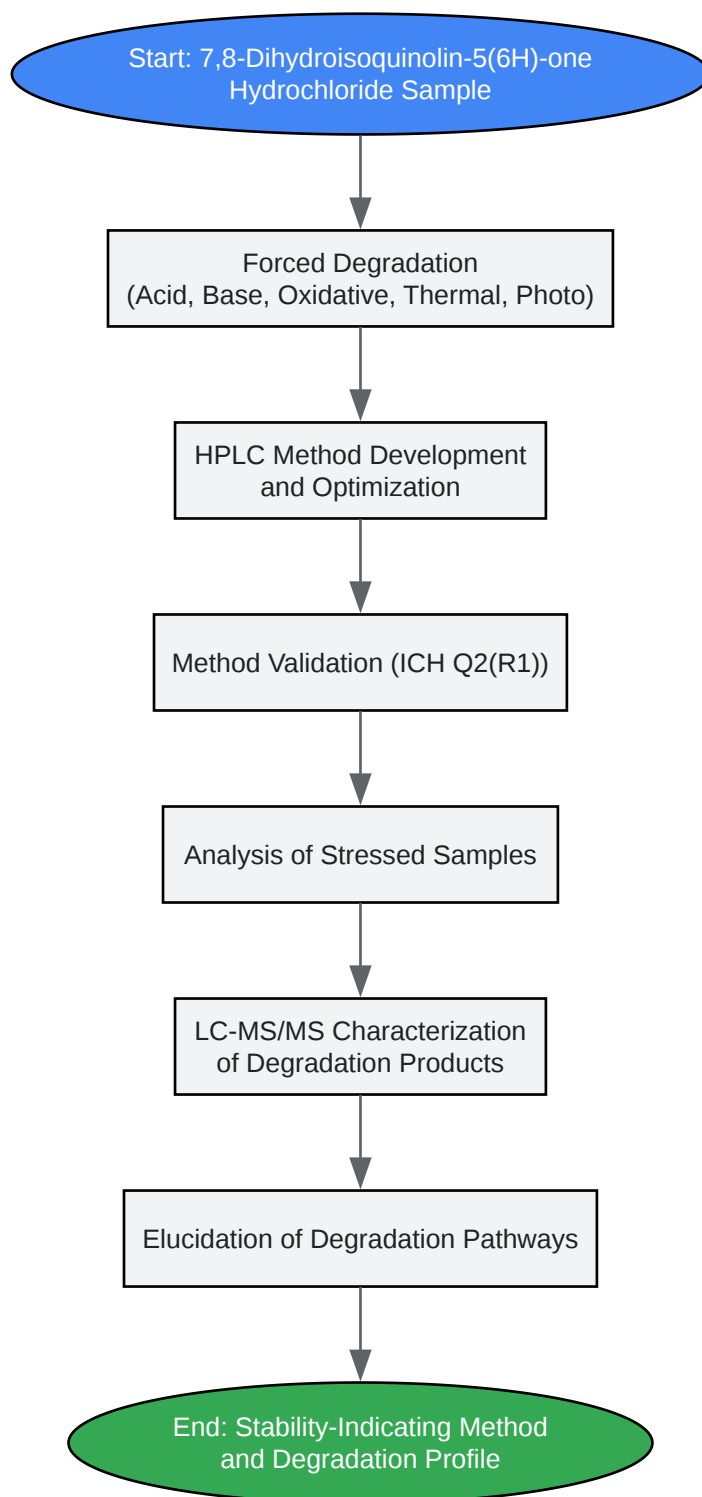 Start: 7,8-Dihydroisoquinolin-5(6H)-one
Hydrochloride Sample
Forced Degradation
(Acid, Base, Oxidative, Thermal, Photo)
HPLC Method Development
and Optimization
Method Validation (ICH Q2(R1))
Analysis of Stressed Samples
LC-MS/MS Characterization
of Degradation Products
Elucidation of Degradation Pathways
End: Stability-Indicating Method
and Degradation Profile